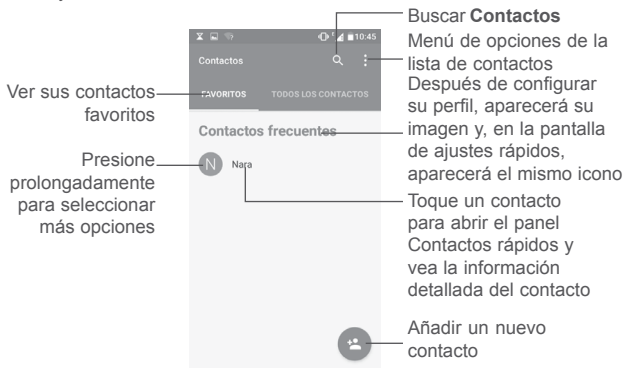 Buscar Contactos
10:45
Contactos
Menú de opciones de la
lista de contactos
FAVORITOS
TODOS LOS CONTACTOS
Ver sus contactos
favoritos
Después de configurar
su perfil, aparecerá su
imagen y, en la pantalla
de ajustes rápidos,
aparecerá el mismo icono
Contactos frecuentes
N
Nara
Presione
prolongadamente
para seleccionar
más opciones
Toque un contacto
para abrir el panel
Contactos rápidos y
vea la información
detallada del contacto
Añadir un nuevo
contacto